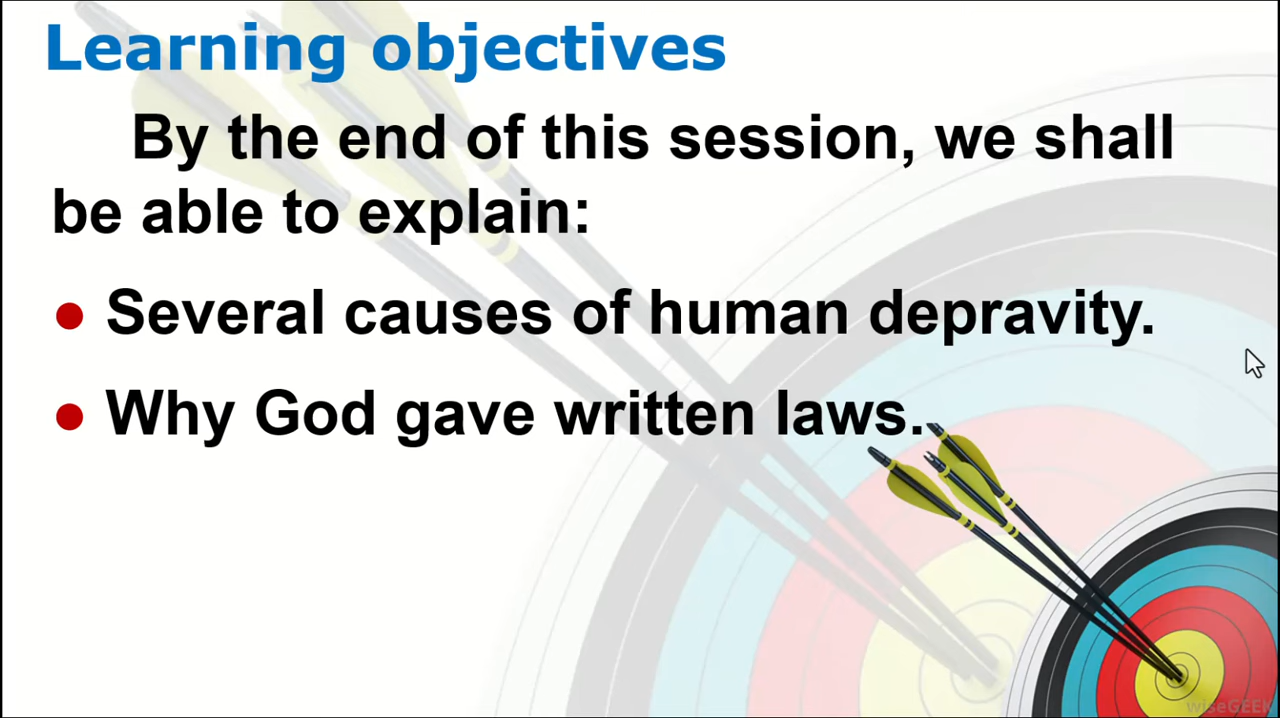 Learning objectives
By the end of this session, we shall
be able to explain:
● Several causes of human depravity.
● Why God gave written laws.
wiseGEEK